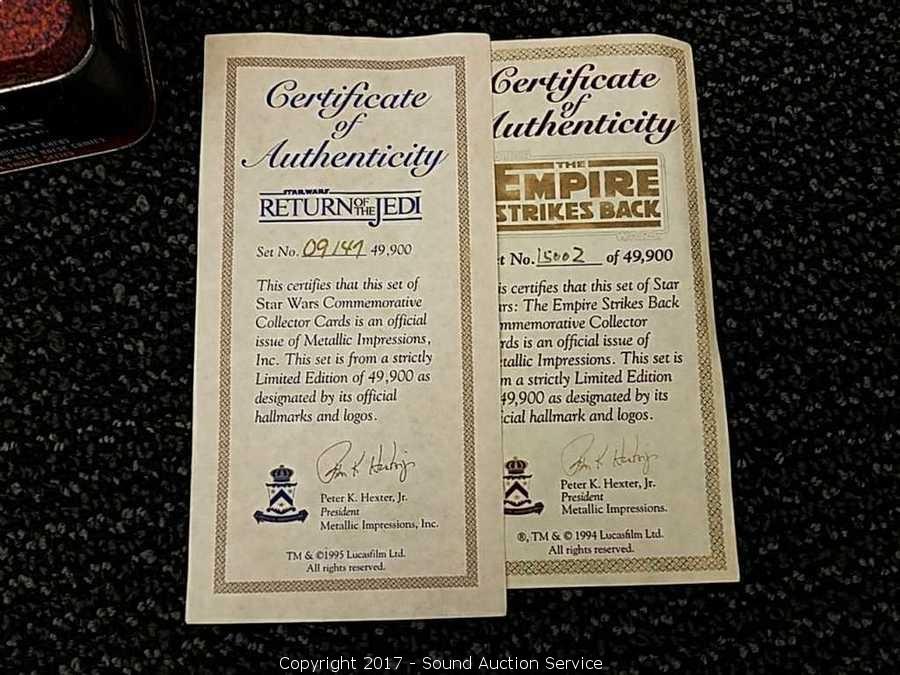 Certificate
of
Authenticity
STAR WARS
RETURN OF THE JEDI
Set No. 09147 49,900
This certifies that this set of
Star Wars Commemorative
Collector Cards is an official
issue of Metallic Impressions,
Inc. This set is from a strictly
Limited Edition of 49,900 as
designated by its official
hallmarks and logos.
Peter K. Hexter, Jr.
President
Metallic Impressions, Inc.
TM & ©1995 Lucasfilm Ltd.
All rights reserved.
Certificate
of
Authenticity
THE
EMPIRE
STRIKES BACK
t No. 15002 of 49,900
is certifies that this set of Star
rs: The Empire Strikes Back
mmemorative Collector
rds is an official issue of
tallic Impressions. This set is
m a strictly Limited Edition
49,900 as designated by its
icial hallmark and logos.
Peter K. Hexter, Jr.
President
Metallic Impressions.
®, TM & © 1994 Lucasfilm Ltd.
All rights reserved.
Copyright 2017 - Sound Auction Service